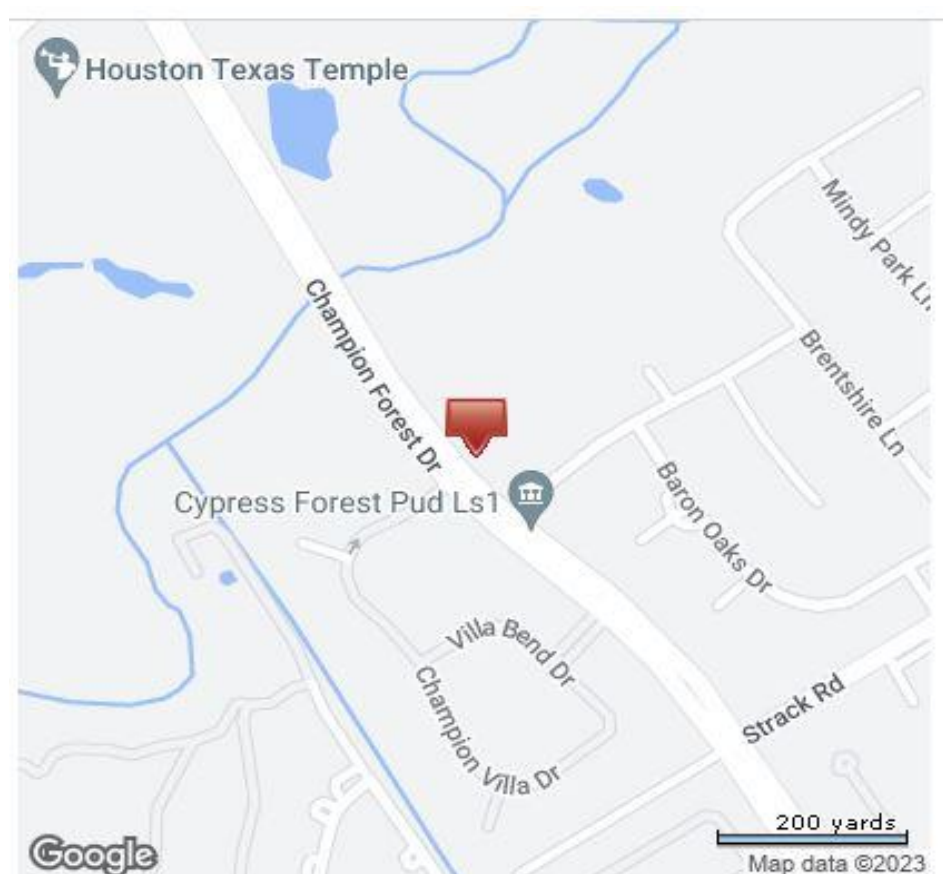 Houston Texas Temple
Mindy Park Ln
Champion Forest Dr
Brentshire Ln
Cypress Forest Pud Ls1
Baron Oaks Dr
Villa Bend Dr
Champion Villa Dr
Strack Rd
200 yards
Google
Map data ©2023